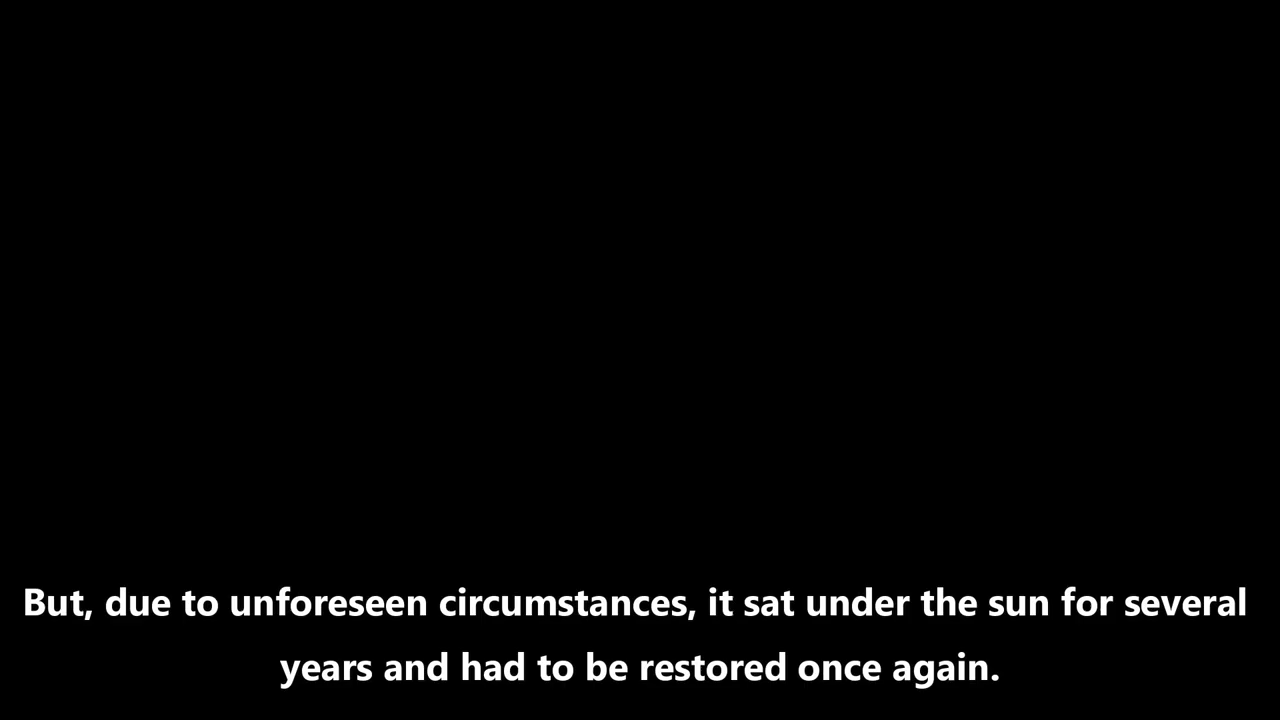 But, due to unforeseen circumstances, it sat under the sun for several
years and had to be restored once again.